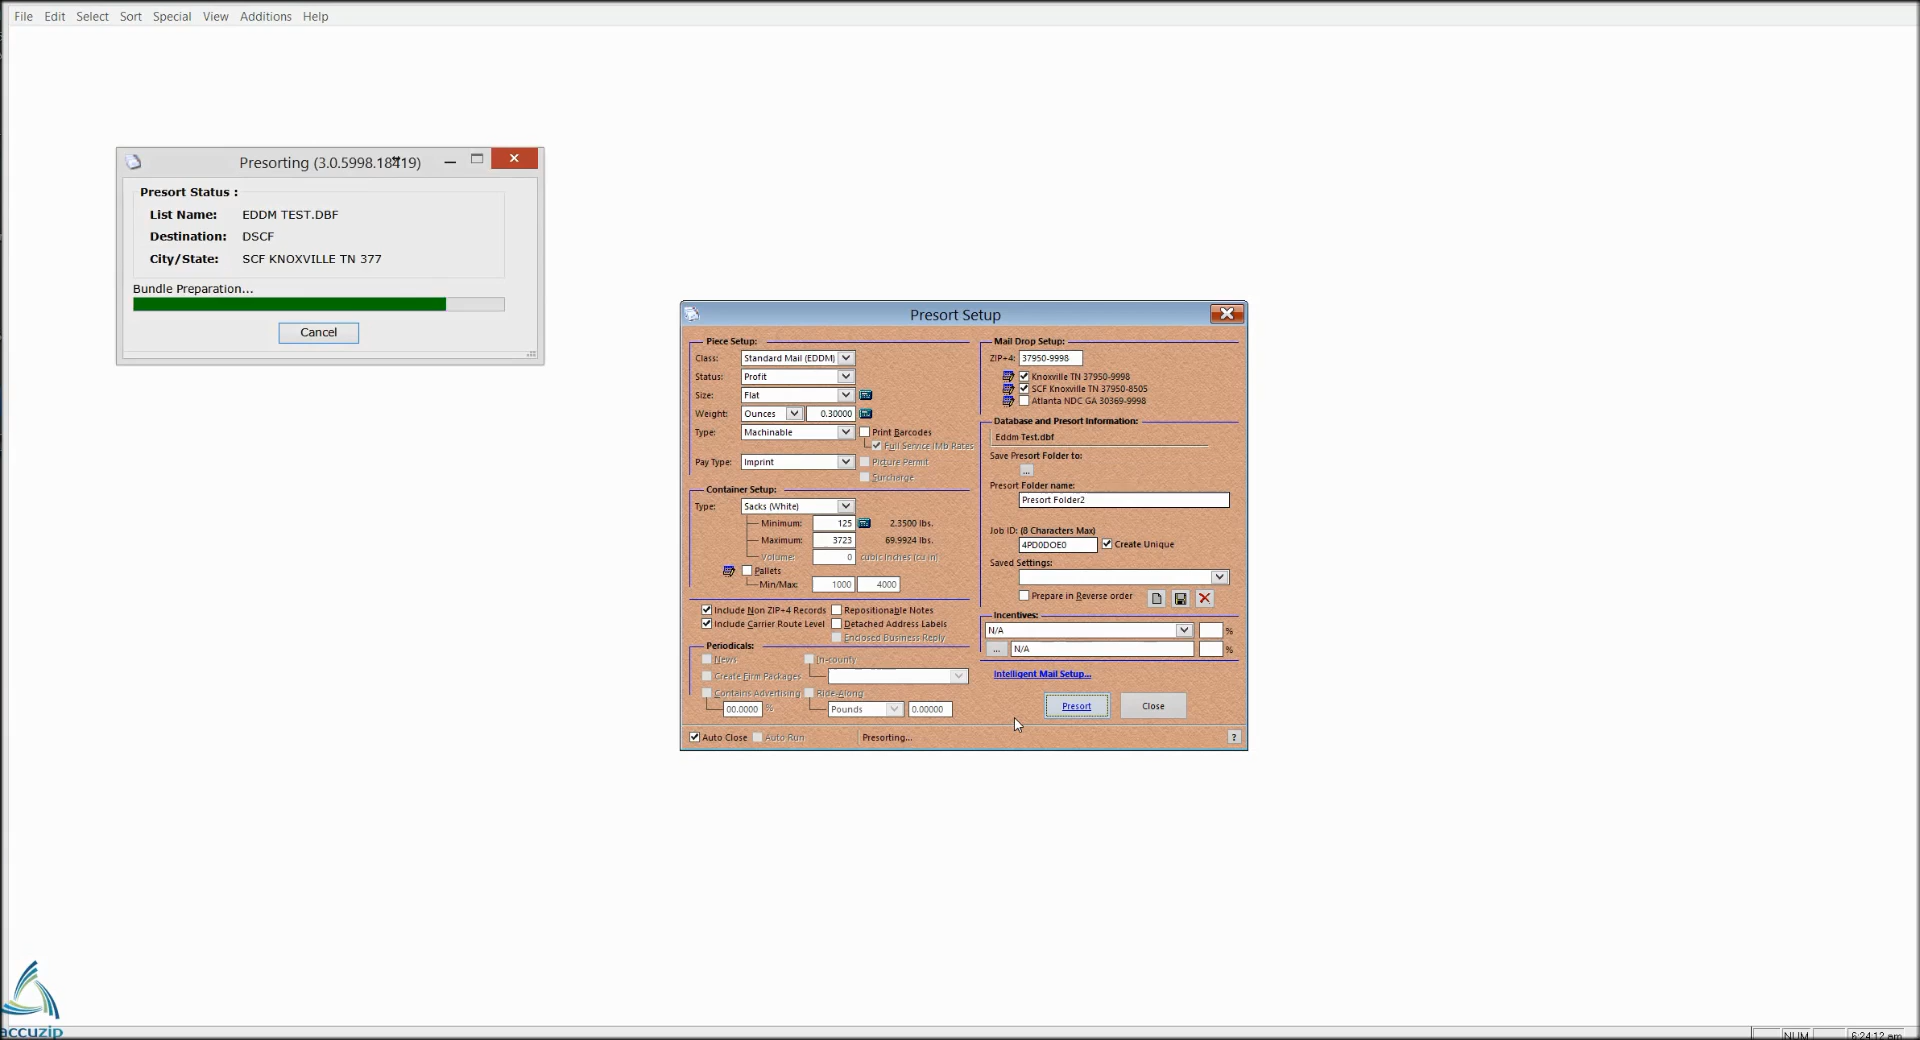 File Edit Select Sort Special View Additions Help
Presorting (3.0.5998.18419)
Presort Status :
List Name: EDDM TEST.DBF
Destination: DSCF
City/State: SCF KNOXVILLE TN 377
Bundle Preparation...
Cancel
Presort Setup
Piece Setup:
Class: Standard Mail (EDDM)
Status: Profit
Size: Flat
Weight: Ounces 0.30000
Type: Machinable Print Barcodes
Full Service IMb Rates
Pay Type: Imprint Picture Permit
Surcharge
Container Setup:
Type: Sacks (White)
Minimum: 125 2.3500 lbs.
Maximum: 3723 69.9924 lbs.
Volume: 0 cubic Inches (cu in)
Pallets
Min/Max: 1000 4000
Include Non ZIP+4 Records Repositionable Notes
Include Carrier Route Level Detached Address Labels
Enclosed Business Reply
Periodicals:
News In-county
Create Firm Packages
Contains Advertising Ride-Along
00.0000 % Pounds 0.00000
Mail Drop Setup:
ZIP+4: 37950-9998
Knoxville TN 37950-9998
SCF Knoxville TN 37950-8505
Atlanta NDC GA 30369-9998
Database and Presort Information:
Eddm Test.dbf
Save Presort Folder to:
...
Presort Folder name:
Presort Folder2
Job ID: (8 Characters Max)
4PD0DOE0 Create Unique
Saved Settings:
Prepare in Reverse order
Incentives:
N/A %
... N/A %
Intelligent Mail Setup...
Presort Close
Auto Close Auto Run Presorting... ?
accuzip
NUM 6:24:12 am